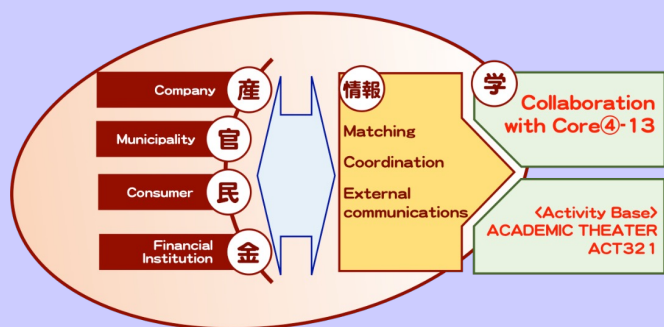 Company
産
Municipality
官
Consumer
民
Financial
Institution
金
情報
Matching
Coordination
External
communications
学
Collaboration
with Core④-13
〈Activity Base〉
ACADEMIC THEATER
ACT321